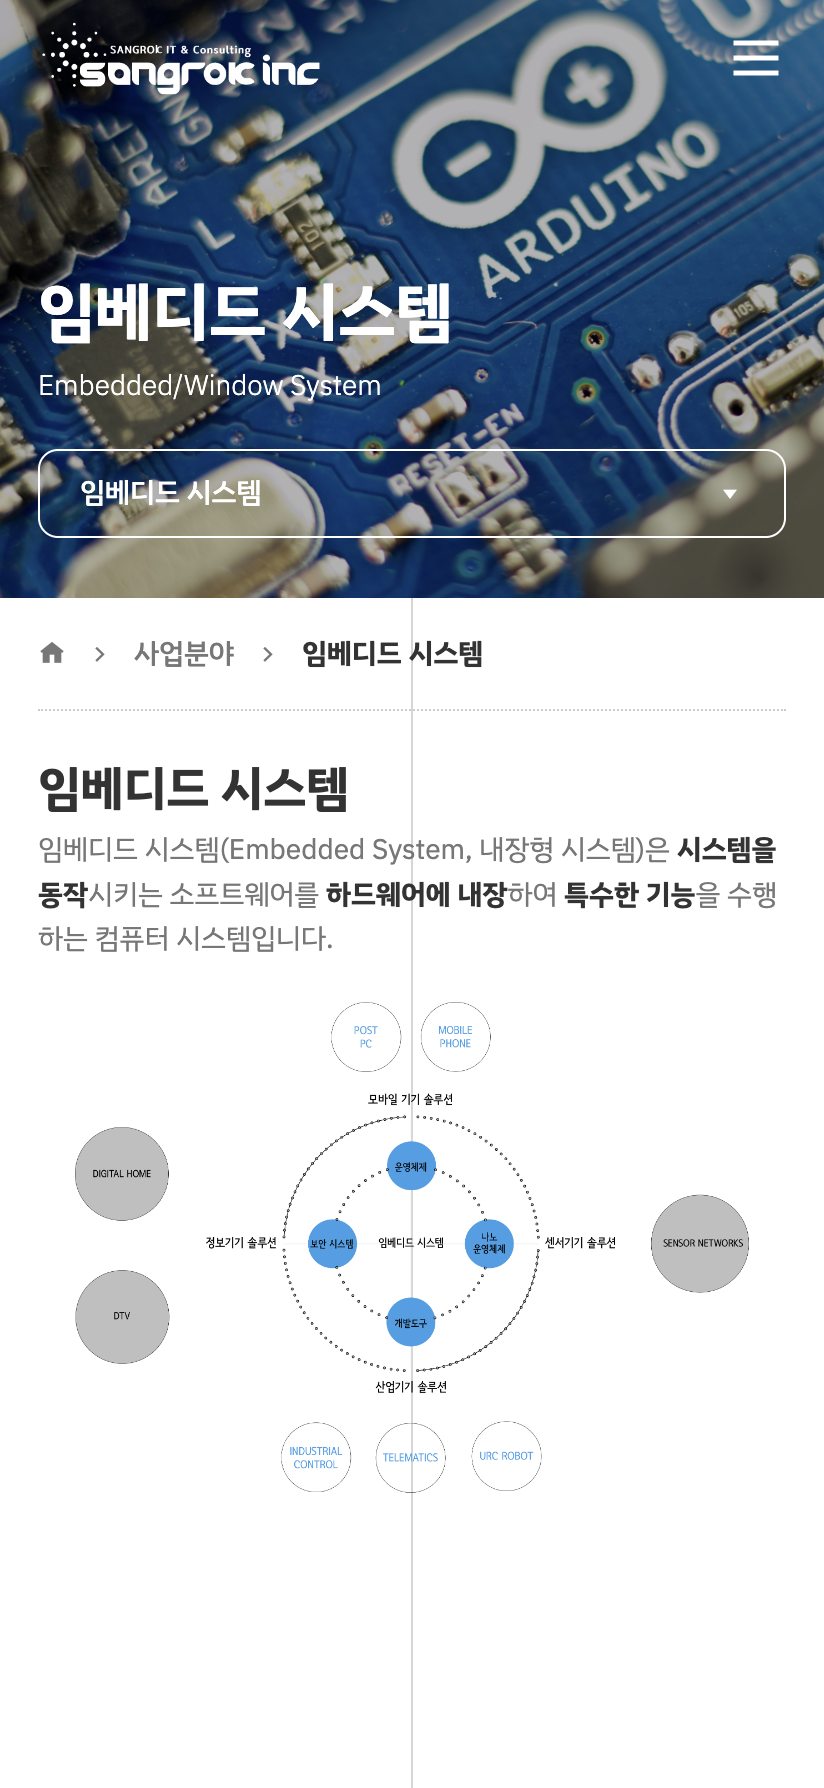 SANGROK IT & Consulting
sangrok inc
ARDUINO
AREF
GN
L
102
TX
105
RESET-EN
임베디드 시스템
Embedded/Window System
임베디드 시스템
사업분야
임베디드 시스템
임베디드 시스템
임베디드 시스템(Embedded System, 내장형 시스템)은 시스템을
동작시키는 소프트웨어를 하드웨어에 내장하여 특수한 기능을 수행
하는 컴퓨터 시스템입니다.
POST
PC
MOBILE
PHONE
모바일 기기 솔루션
DIGITAL HOME
운영체제
정보기기 솔루션
보안 시스템
임베디드 시스템
나노
운영체제
센서기기 솔루션
SENSOR NETWORKS
DTV
개발도구
산업기기 솔루션
INDUSTRIAL
CONTROL
TELEMATICS
URC ROBOT